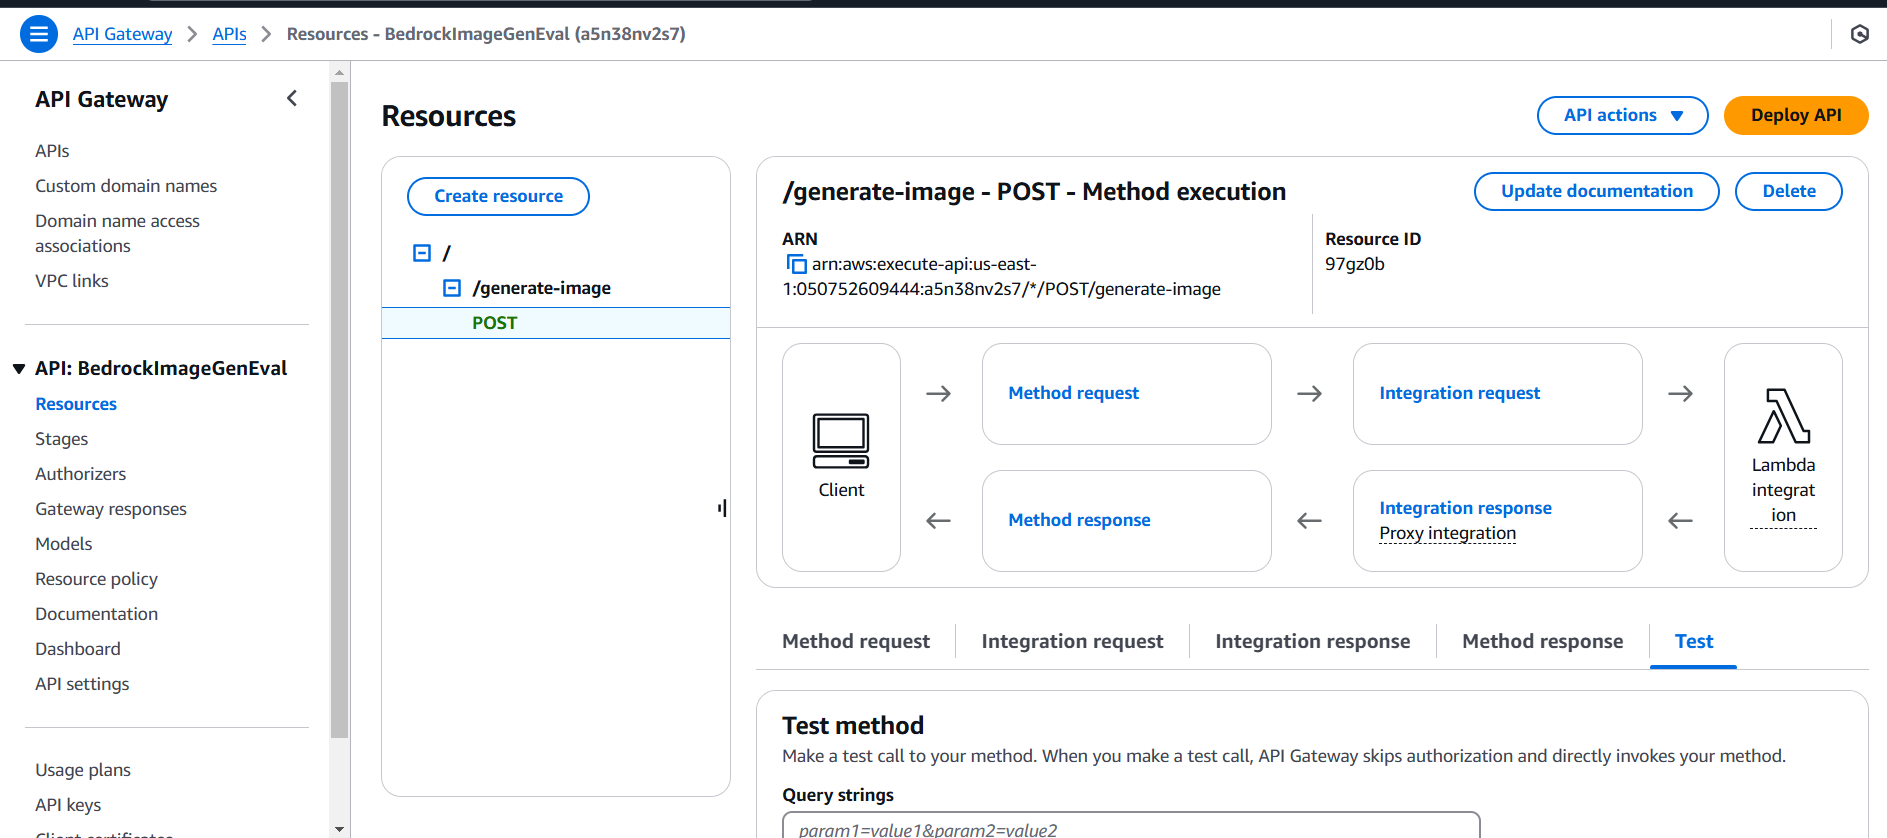 API Gateway
APIs
Resources - BedrockImageGenEval (a5n38nv2s7)
API Gateway
APIs
Custom domain names
Domain name access
associations
VPC links
API: BedrockImageGenEval
Resources
Stages
Authorizers
Gateway responses
Models
Resource policy
Documentation
Dashboard
API settings
Usage plans
API keys
Client certificates
Resources
API actions
Deploy API
Create resource
/
/generate-image
POST
/generate-image - POST - Method execution
Update documentation
Delete
ARN
arn:aws:execute-api:us-east-
1:050752609444:a5n38nv2s7/*/POST/generate-image
Resource ID
97gz0b
Client
Method request
Integration request
Method response
Integration response
Proxy integration
Lambda
integrat
ion
Method request
Integration request
Integration response
Method response
Test
Test method
Make a test call to your method. When you make a test call, API Gateway skips authorization and directly invokes your method.
Query strings
param1=value1&param2=value2